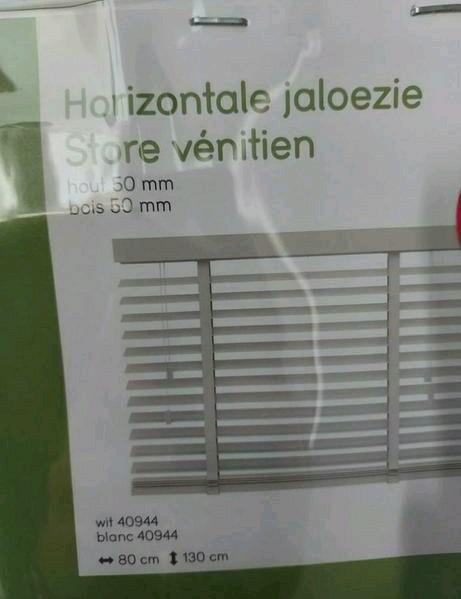 Horizontale jaloezie
Store vénitien
hout 50 mm
bois 50 mm
wit 40944
blanc 40944
↔ 80 cm ↕ 130 cm